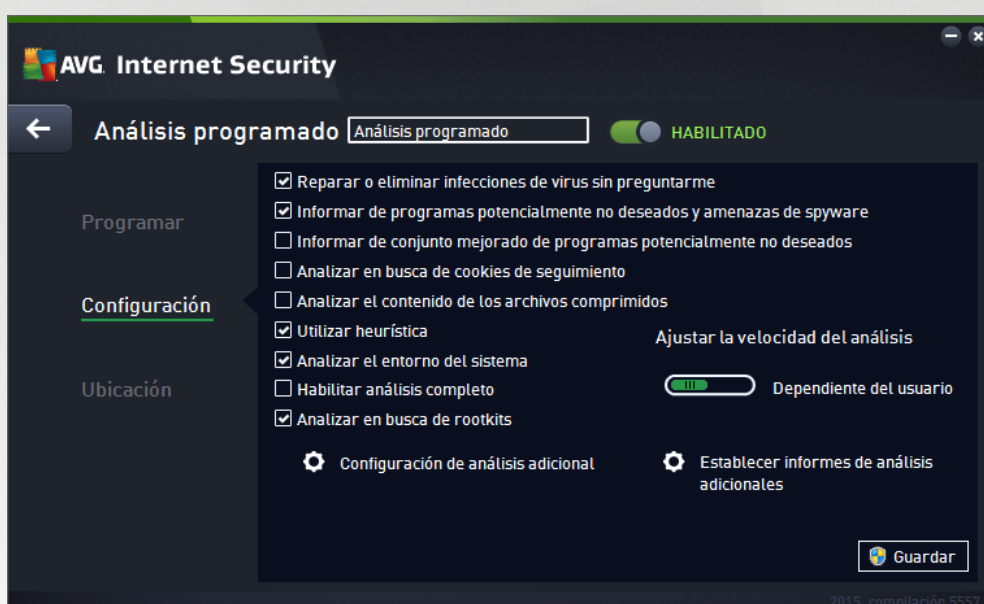 AVG. Internet Security
Análisis programado
Análisis programado
HABILITADO
Programar
Configuración
Ubicación
Reparar o eliminar infecciones de virus sin preguntarme
Informar de programas potencialmente no deseados y amenazas de spyware
Informar de conjunto mejorado de programas potencialmente no deseados
Analizar en busca de cookies de seguimiento
Analizar el contenido de los archivos comprimidos
Utilizar heurística
Analizar el entorno del sistema
Habilitar análisis completo
Analizar en busca de rootkits
Ajustar la velocidad del análisis
Dependiente del usuario
Configuración de análisis adicional
Establecer informes de análisis
adicionales
Guardar
2015 compilación 5557